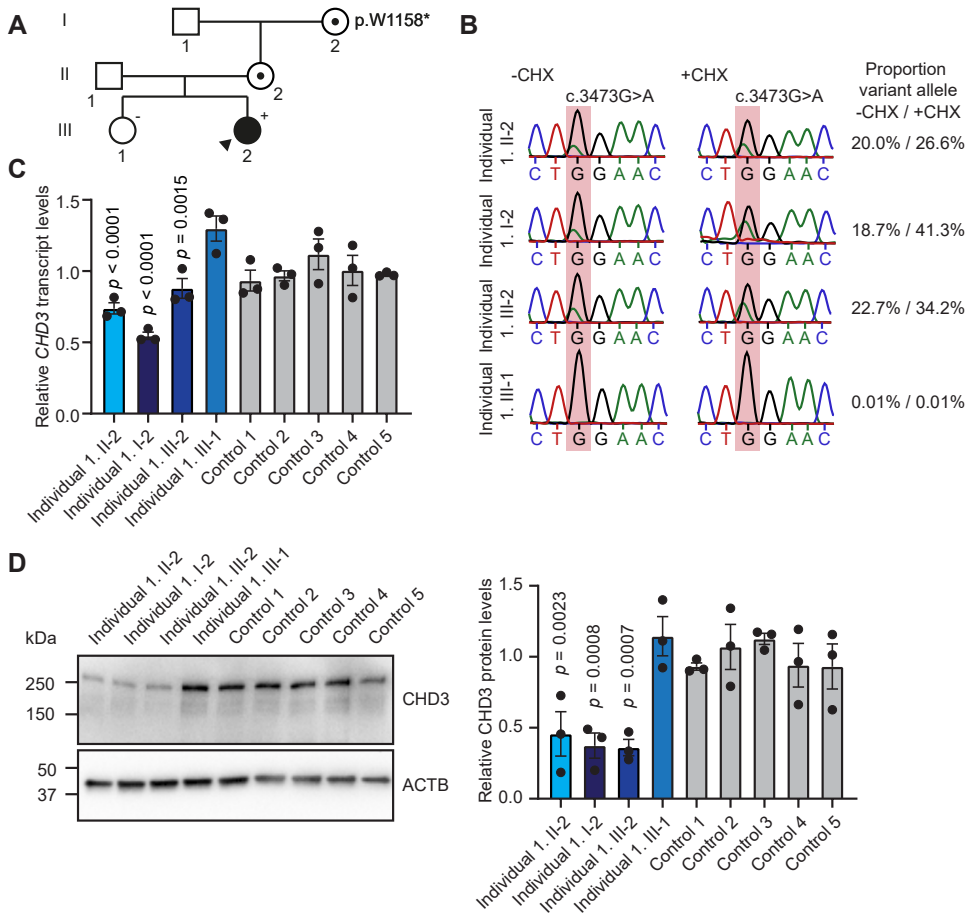 A
I
1
2
p.W1158*
II
1
2
III
-
+
1
2
B
-CHX
+CHX
Proportion
variant allele
-CHX / +CHX
c.3473G>A
c.3473G>A
Individual
1. II-2
C T G G A A C
C T G G A A C
20.0% / 26.6%
Individual
1. I-2
C T G G A A C
C T G G A A C
18.7% / 41.3%
Individual
1. III-2
C T G G A A C
C T G G A A C
22.7% / 34.2%
Individual
1. III-1
C T G G A A C
C T G G A A C
0.01% / 0.01%
C
Relative CHD3 transcript levels
1.5
1.0
0.5
0.0
p < 0.0001
p < 0.0001
p = 0.0015
Individual 1. II-2
Individual 1. I-2
Individual 1. III-2
Individual 1. III-1
Control 1
Control 2
Control 3
Control 4
Control 5
D
Individual 1. II-2
Individual 1. I-2
Individual 1. III-2
Individual 1. III-1
Control 1
Control 2
Control 3
Control 4
Control 5
kDa
250
150
CHD3
50
37
ACTB
Relative CHD3 protein levels
1.5
1.0
0.5
0.0
p = 0.0023
p = 0.0008
p = 0.0007
Individual 1. II-2
Individual 1. I-2
Individual 1. III-2
Individual 1. III-1
Control 1
Control 2
Control 3
Control 4
Control 5